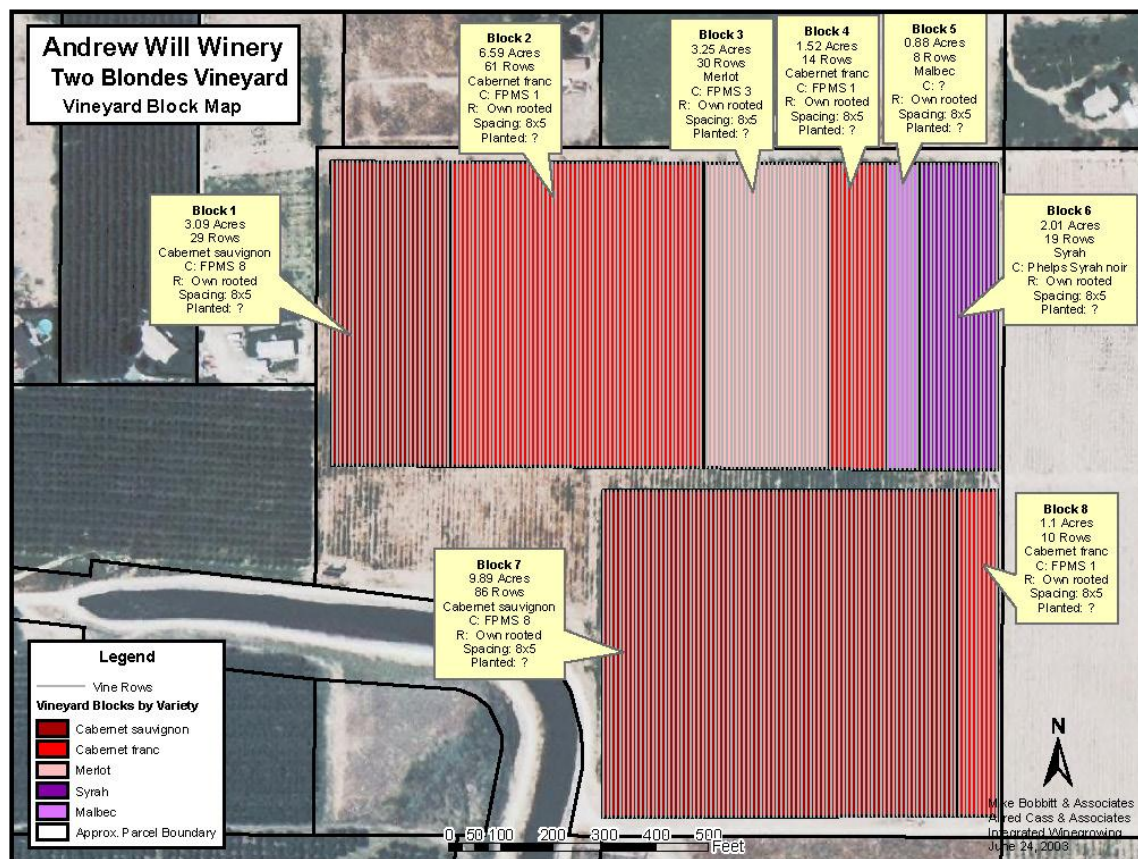 Andrew Will Winery
Two Blondes Vineyard
Vineyard Block Map
Block 1
3.09 Acres
29 Rows
Cabernet sauvignon
C: FPMS 8
R: Own rooted
Spacing: 8x5
Planted: ?
Block 2
6.59 Acres
61 Rows
Cabernet franc
C: FPMS 1
R: Own rooted
Spacing: 8x5
Planted: ?
Block 3
3.25 Acres
30 Rows
Merlot
C: FPMS 3
R: Own rooted
Spacing: 8x5
Planted: ?
Block 4
1.52 Acres
14 Rows
Cabernet franc
C: FPMS 1
R: Own rooted
Spacing: 8x5
Planted: ?
Block 5
0.88 Acres
8 Rows
Malbec
C: ?
R: Own rooted
Spacing: 8x5
Planted: ?
Block 6
2.01 Acres
19 Rows
Syrah
C: Phelps Syrah noir
R: Own rooted
Spacing: 8x5
Planted: ?
Block 7
9.89 Acres
86 Rows
Cabernet sauvignon
C: FPMS 8
R: Own rooted
Spacing: 8x5
Planted: ?
Block 8
1.1 Acres
10 Rows
Cabernet franc
C: FPMS 1
R: Own rooted
Spacing: 8x5
Planted: ?
Legend
Vine Rows
Vineyard Blocks by Variety
Cabernet sauvignon
Cabernet franc
Merlot
Syrah
Malbec
Approx. Parcel Boundary
0 50 100 200 300 400 500
Feet
N
Mike Bobbitt & Associates
Alfred Cass & Associates
Integrated Winegrowing
June 24, 2003